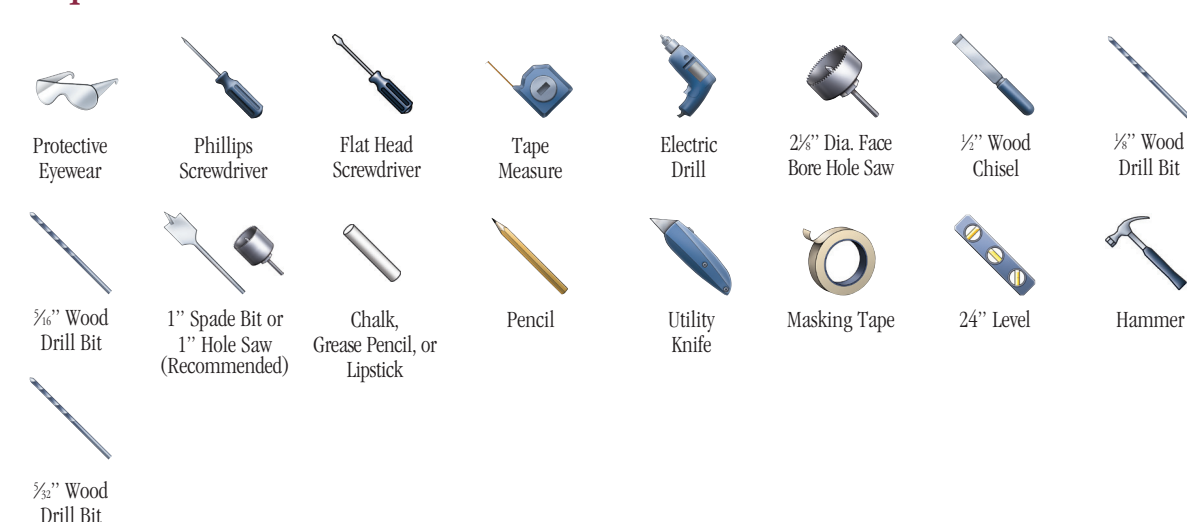 Protective
Eyewear
Phillips
Screwdriver
Flat Head
Screwdriver
Tape
Measure
Electric
Drill
2⅛’’ Dia. Face
Bore Hole Saw
½’’ Wood
Chisel
⅛’’ Wood
Drill Bit
5⁄16’’ Wood
Drill Bit
1’’ Spade Bit or
1’’ Hole Saw
(Recommended)
Chalk,
Grease Pencil, or
Lipstick
Pencil
Utility
Knife
Masking Tape
24’’ Level
Hammer
5⁄32’’ Wood
Drill Bit